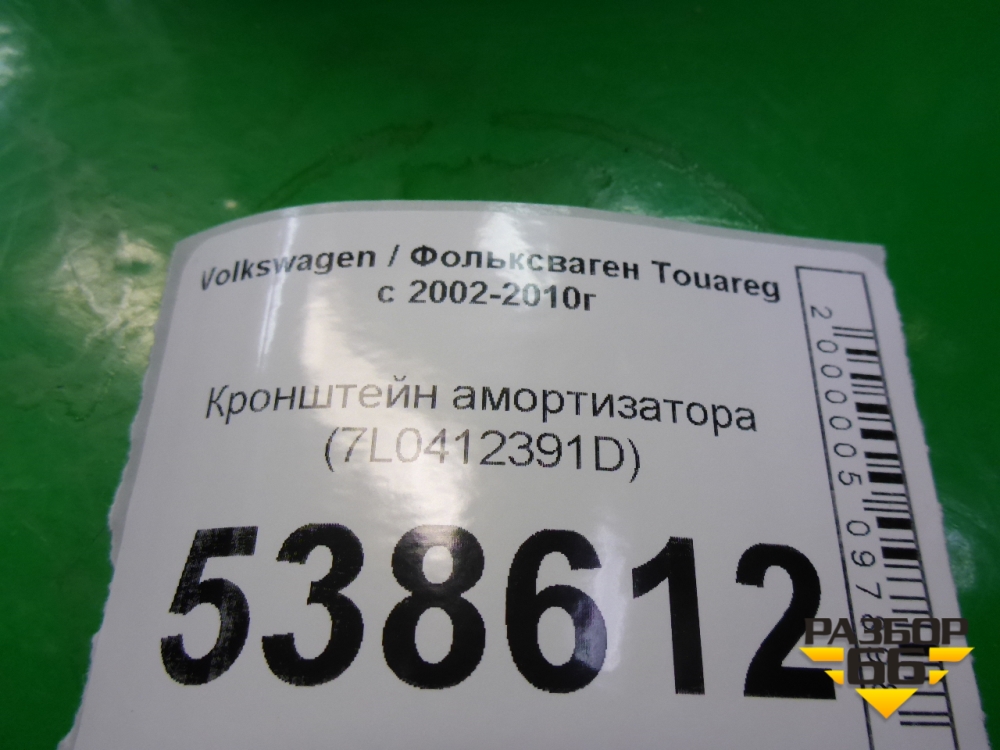 Volkswagen / Фольксваген Touareg
с 2002-2010г
Кронштейн амортизатора
(7L0412391D)
538612
2000005097
РАЗБОР
66